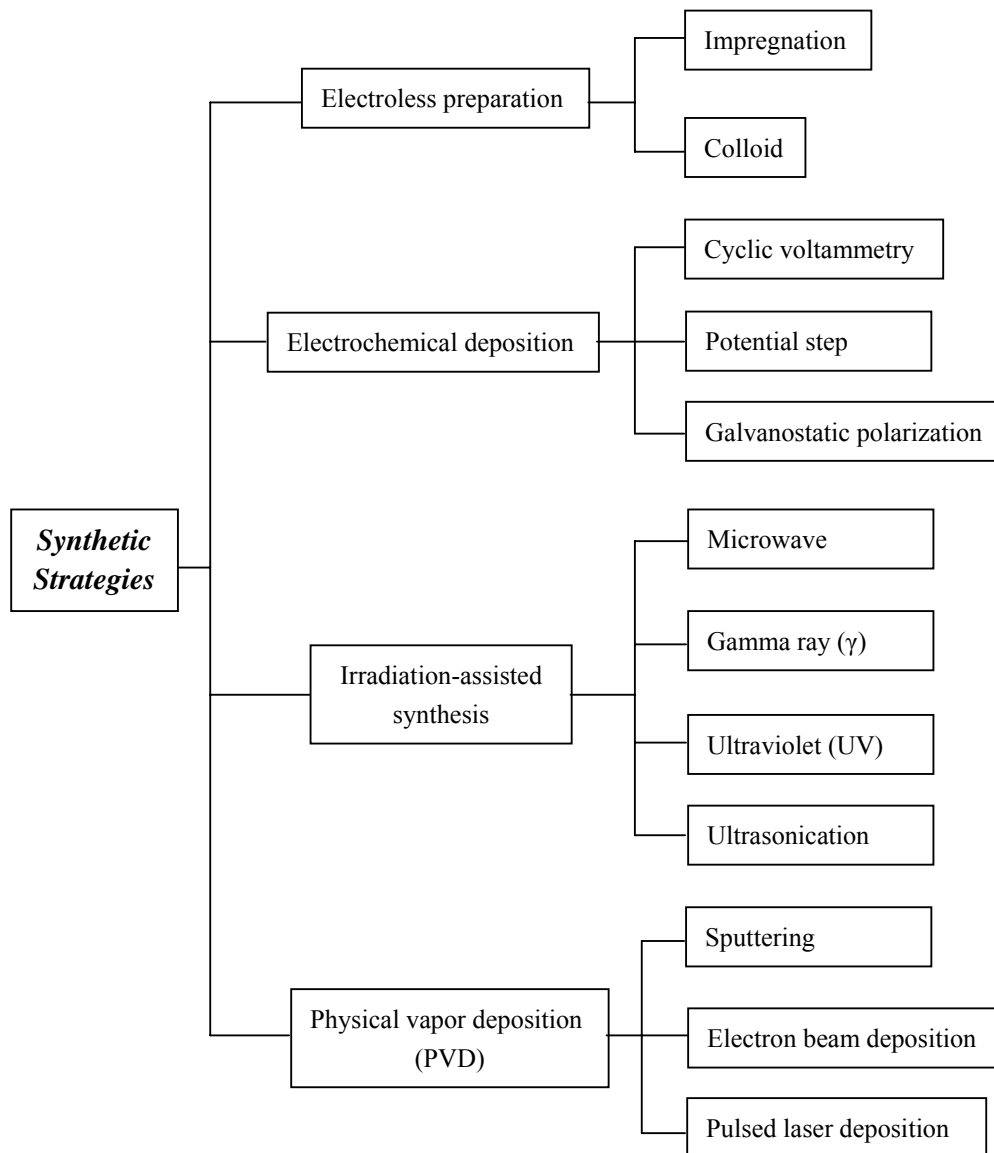 Synthetic
Strategies
Electroless preparation
Impregnation
Colloid
Electrochemical deposition
Cyclic voltammetry
Potential step
Galvanostatic polarization
Irradiation-assisted
synthesis
Microwave
Gamma ray (γ)
Ultraviolet (UV)
Ultrasonication
Physical vapor deposition
(PVD)
Sputtering
Electron beam deposition
Pulsed laser deposition